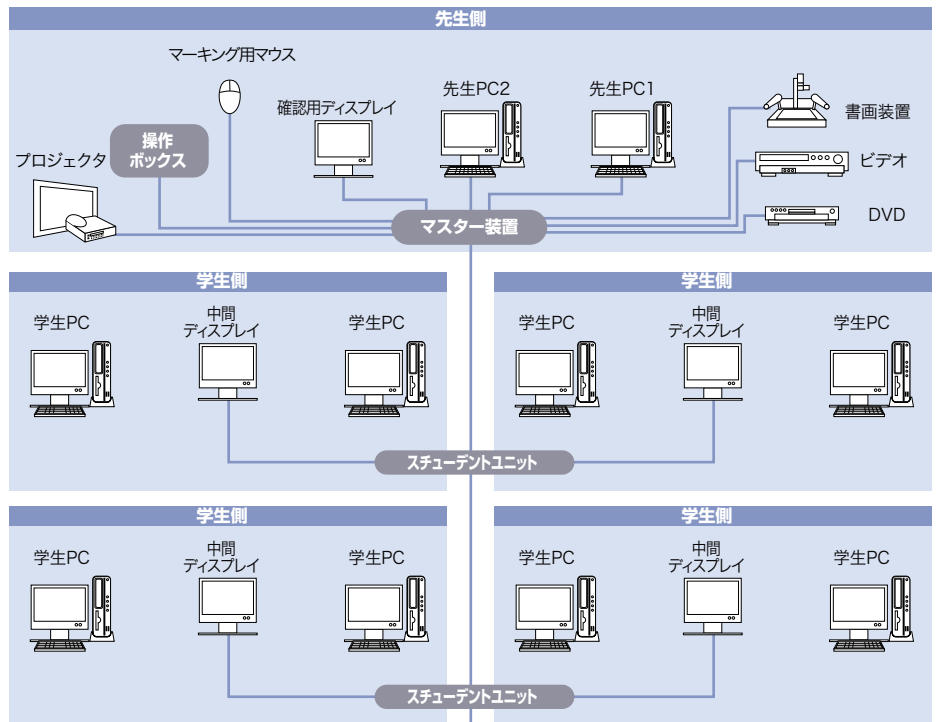 先生側
マーキング用マウス
確認用ディスプレイ
先生PC2
先生PC1
書画装置
操作
ボックス
プロジェクタ
ビデオ
マスター装置
DVD
学生側
学生側
学生PC
中間
ディスプレイ
学生PC
学生PC
中間
ディスプレイ
学生PC
スチューデントユニット
学生側
学生側
学生PC
中間
ディスプレイ
学生PC
学生PC
中間
ディスプレイ
学生PC
スチューデントユニット